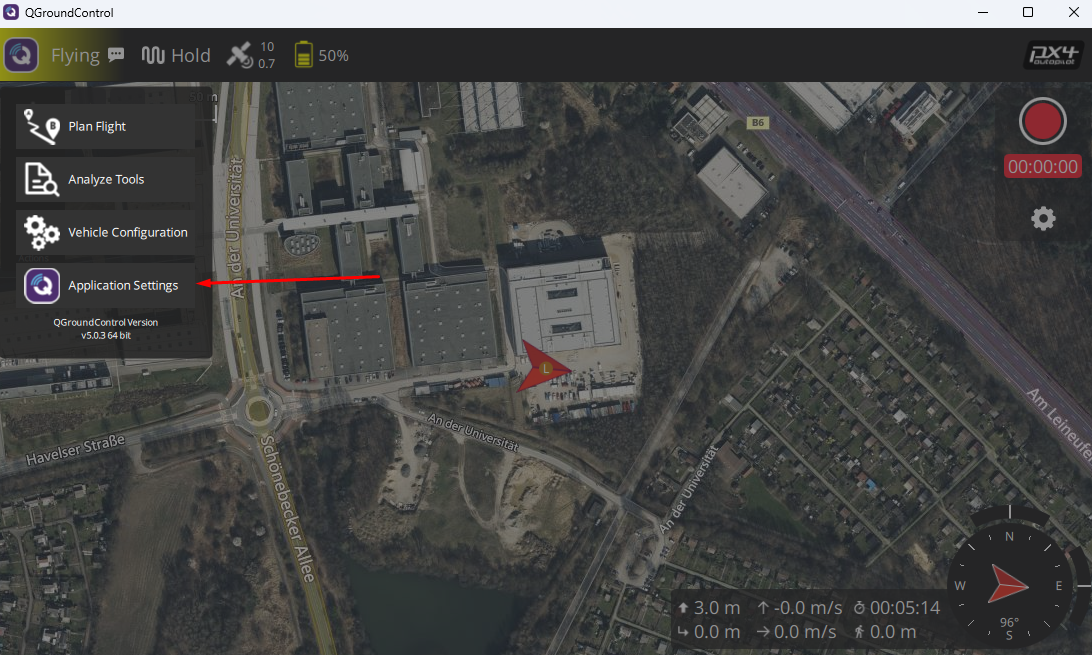 QGroundControl
Flying
Hold
10
0.7
50%
px4
autopilot
Plan Flight
Analyze Tools
Vehicle Configuration
Application Settings
QGroundControl Version
v5.0.3 64 bit
An der Universität
B6
00:00:00
L
Havelser Straße
Schönebecker Allee
An der Universität
An der Universität
Am Leineufer
N
W
E
96°
S
3.0 m
-0.0 m/s
00:05:14
0.0 m
0.0 m/s
0.0 m